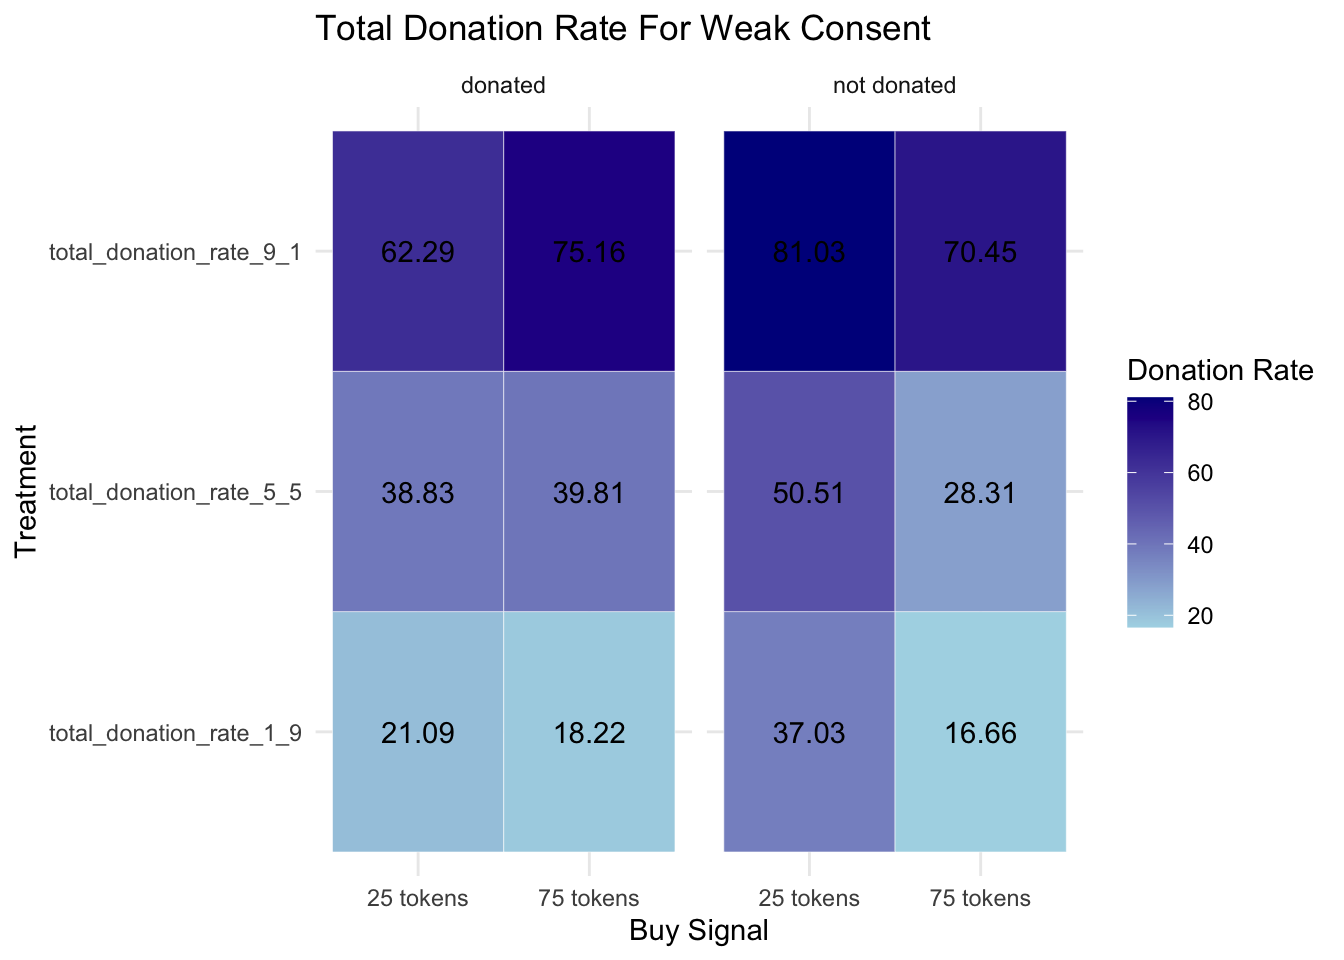 Total Donation Rate For Weak Consent
donated
not donated
total_donation_rate_9_1
62.29
75.16
81.03
70.45
total_donation_rate_5_5
38.83
39.81
50.51
28.31
total_donation_rate_1_9
21.09
18.22
37.03
16.66
Treatment
25 tokens
75 tokens
25 tokens
75 tokens
Buy Signal
Donation Rate
80
60
40
20